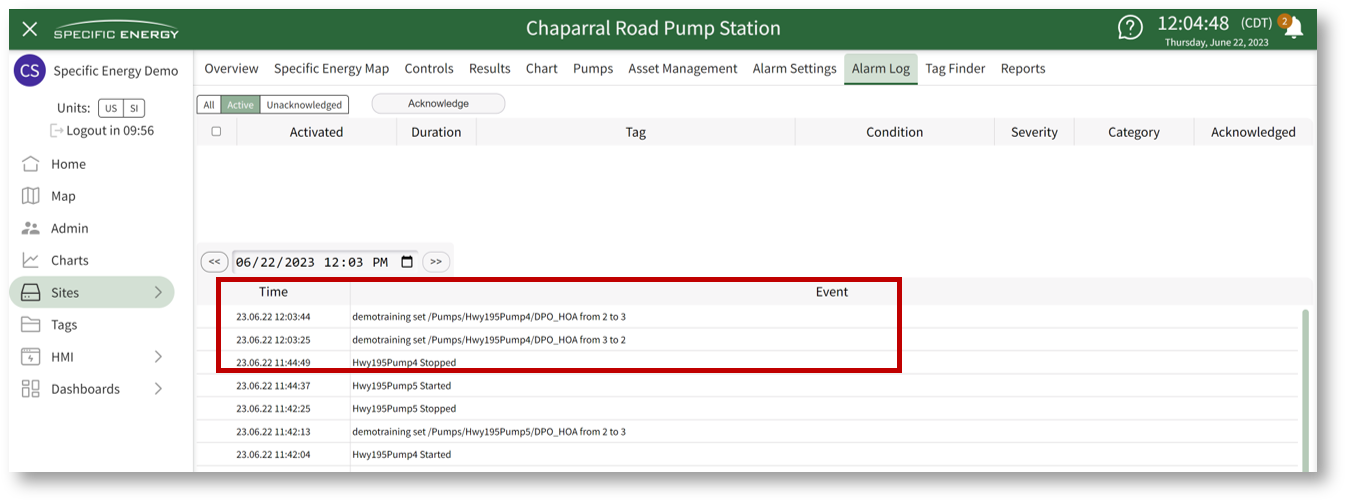 SPECIFIC ENERGY
Chaparral Road Pump Station
12:04:48 (CDT) 2
Thursday, June 22, 2023
CS Specific Energy Demo
Units: US SI
Logout in 09:56
Home
Map
Admin
Charts
Sites
Tags
HMI
Dashboards
Overview Specific Energy Map Controls Results Chart Pumps Asset Management Alarm Settings Alarm Log Tag Finder Reports
All Active Unacknowledged Acknowledge
Activated Duration Tag Condition Severity Category Acknowledged
<< 06/22/2023 12:03 PM >>
Time Event
23.06.22 12:03:44 demotraining set /Pumps/Hwy195Pump4/DPO_HOA from 2 to 3
23.06.22 12:03:25 demotraining set /Pumps/Hwy195Pump4/DPO_HOA from 3 to 2
23.06.22 11:44:49 Hwy195Pump4 Stopped
23.06.22 11:44:37 Hwy195Pump5 Started
23.06.22 11:42:25 Hwy195Pump5 Stopped
23.06.22 11:42:13 demotraining set /Pumps/Hwy195Pump5/DPO_HOA from 2 to 3
23.06.22 11:42:04 Hwy195Pump4 Started